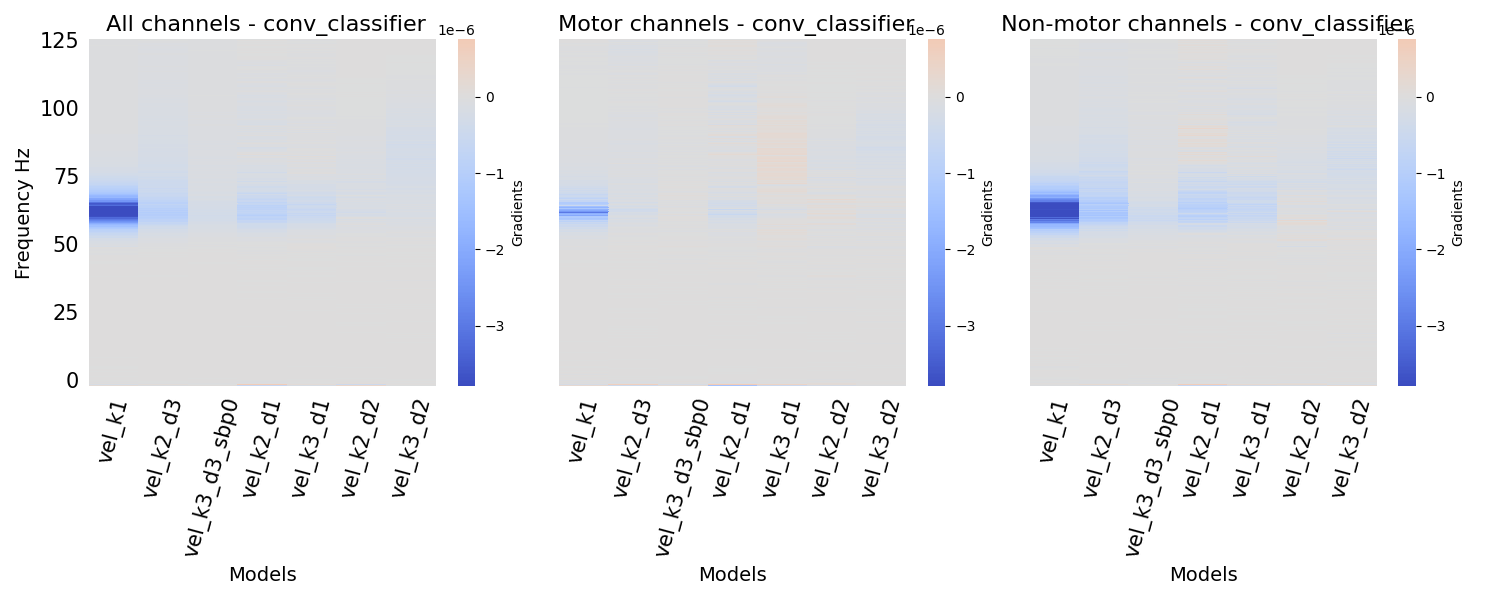 All channels - conv_classifier
Motor channels - conv_classifier
Non-motor channels - conv_classifier
1e−6
1e−6
1e−6
125
100
75
50
25
0
Frequency Hz
0
−1
−2
−3
Gradients
0
−1
−2
−3
Gradients
0
−1
−2
−3
Gradients
vel_k1
vel_k2_d3
vel_k3_d3_sbp0
vel_k2_d1
vel_k3_d1
vel_k2_d2
vel_k3_d2
vel_k1
vel_k2_d3
vel_k3_d3_sbp0
vel_k2_d1
vel_k3_d1
vel_k2_d2
vel_k3_d2
vel_k1
vel_k2_d3
vel_k3_d3_sbp0
vel_k2_d1
vel_k3_d1
vel_k2_d2
vel_k3_d2
Models
Models
Models